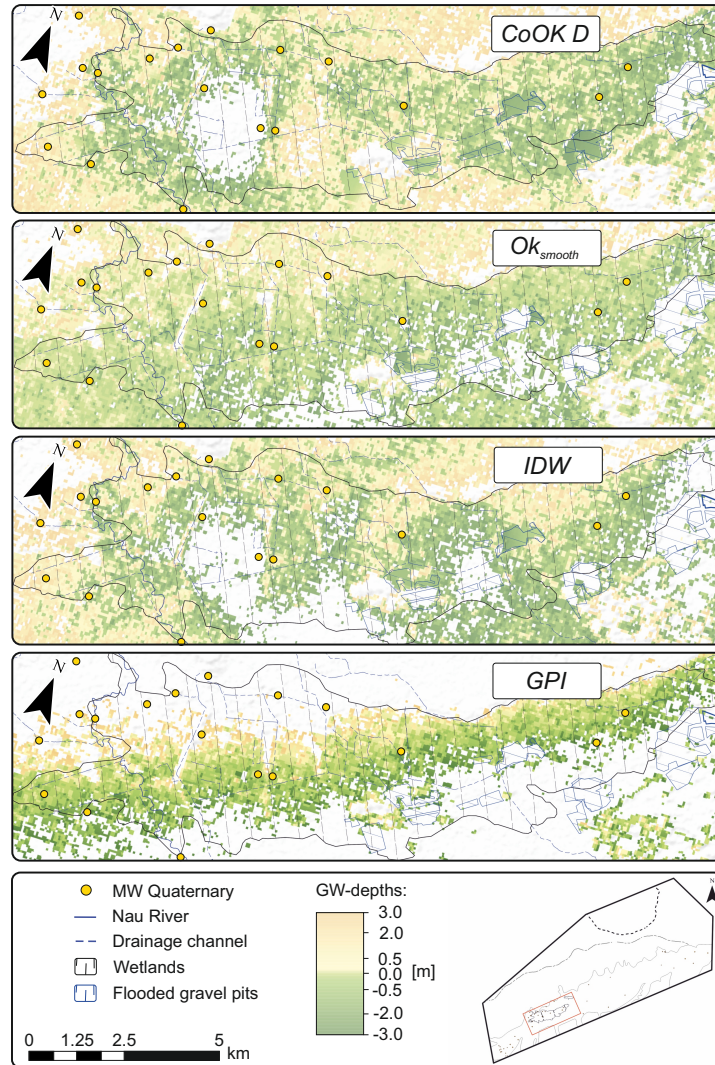 N
CoOK D
N
Ok smooth
N
IDW
N
GPI
MW Quaternary
Nau River
Drainage channel
Wetlands
Flooded gravel pits
0 1.25 2.5 5
km
GW-depths:
3.0
2.0
0.5
0.0
-0.5
-1.0
-3.0
[m]
N